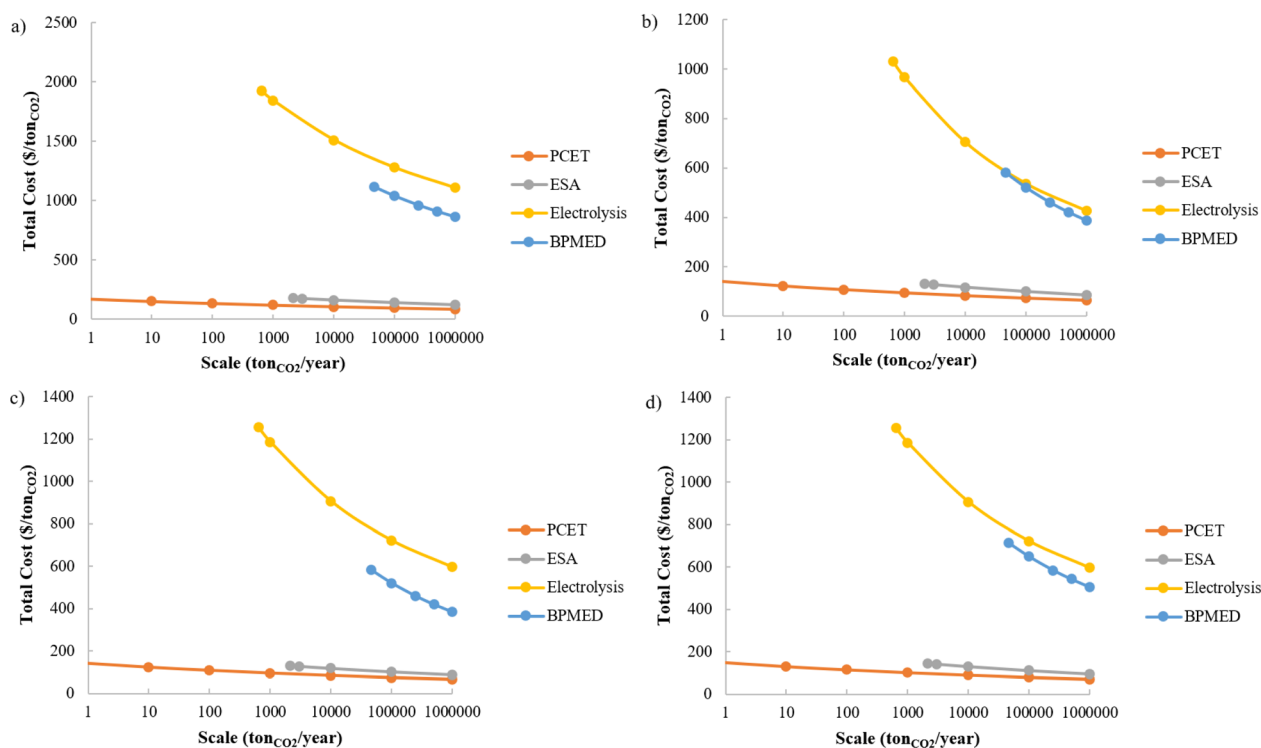 a)
2500
2000
1500
1000
500
0
Total Cost ($/tonCO2)
1 10 100 1000 10000 100000 1000000
Scale (tonCO2/year)
PCET
ESA
Electrolysis
BPMED
b)
1200
1000
800
600
400
200
0
Total Cost ($/tonCO2)
1 10 100 1000 10000 100000 1000000
Scale (tonCO2/year)
PCET
ESA
Electrolysis
BPMED
c)
1400
1200
1000
800
600
400
200
0
Total Cost ($/tonCO2)
1 10 100 1000 10000 100000 1000000
Scale (tonCO2/year)
PCET
ESA
Electrolysis
BPMED
d)
1400
1200
1000
800
600
400
200
0
Total Cost ($/tonCO2)
1 10 100 1000 10000 100000 1000000
Scale (tonCO2/year)
PCET
ESA
Electrolysis
BPMED